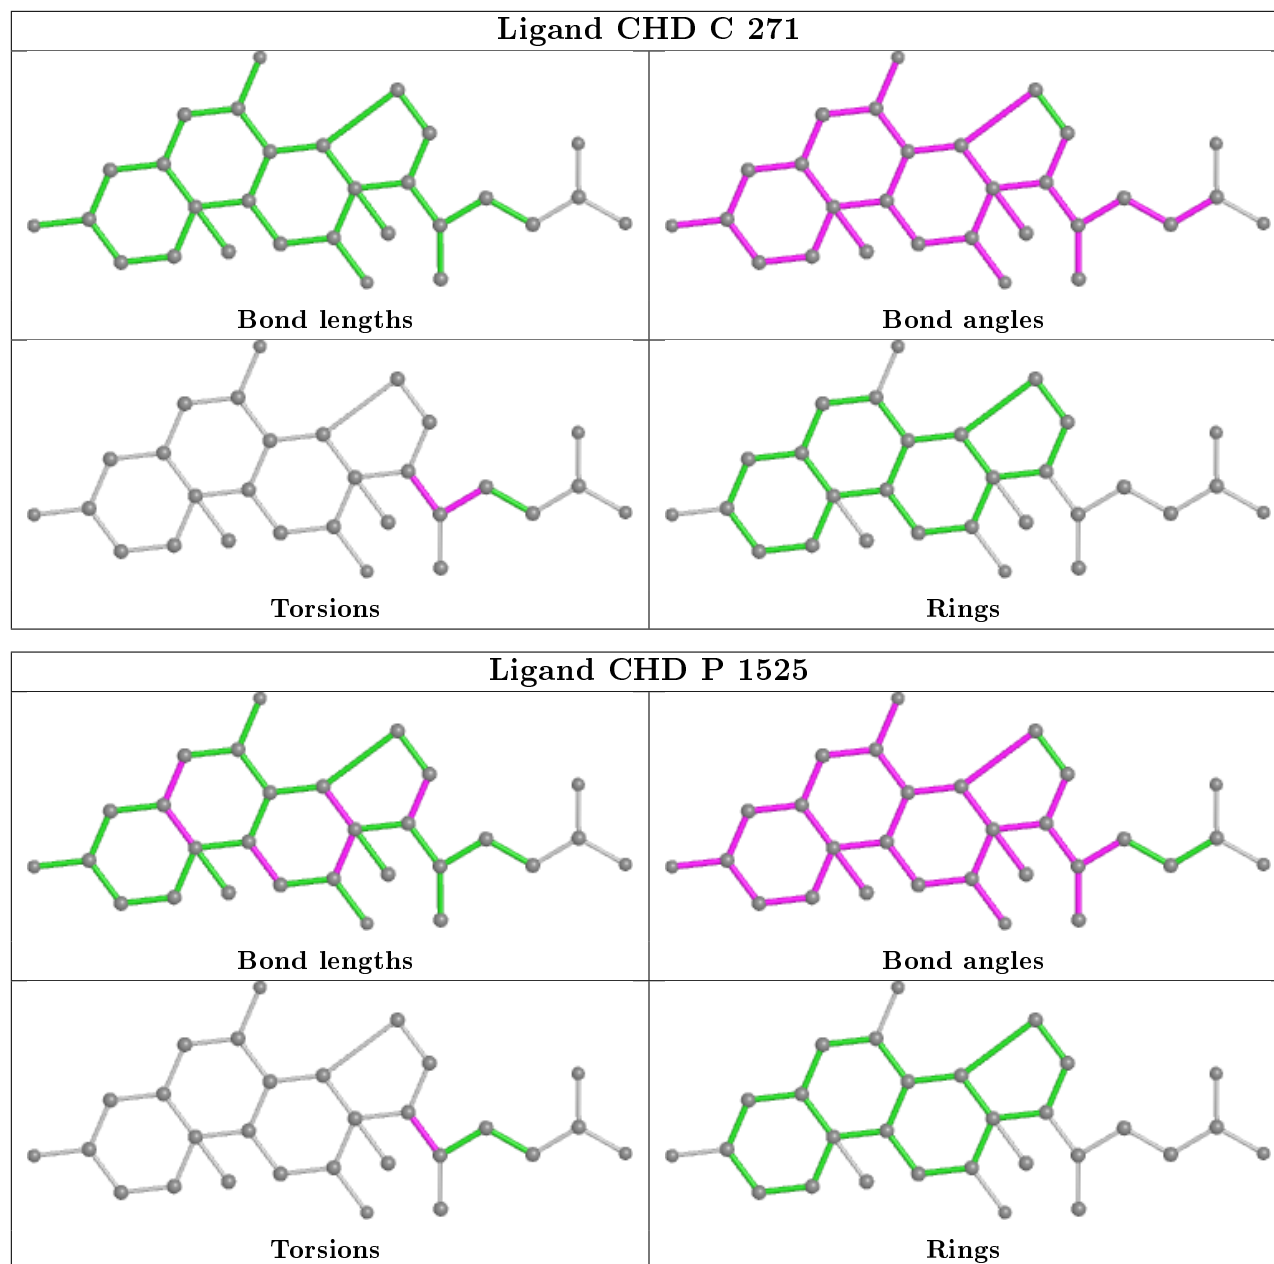 Ligand CHD C 271
Bond lengths
Bond angles
Torsions
Rings
Ligand CHD P 1525
Bond lengths
Bond angles
Torsions
Rings